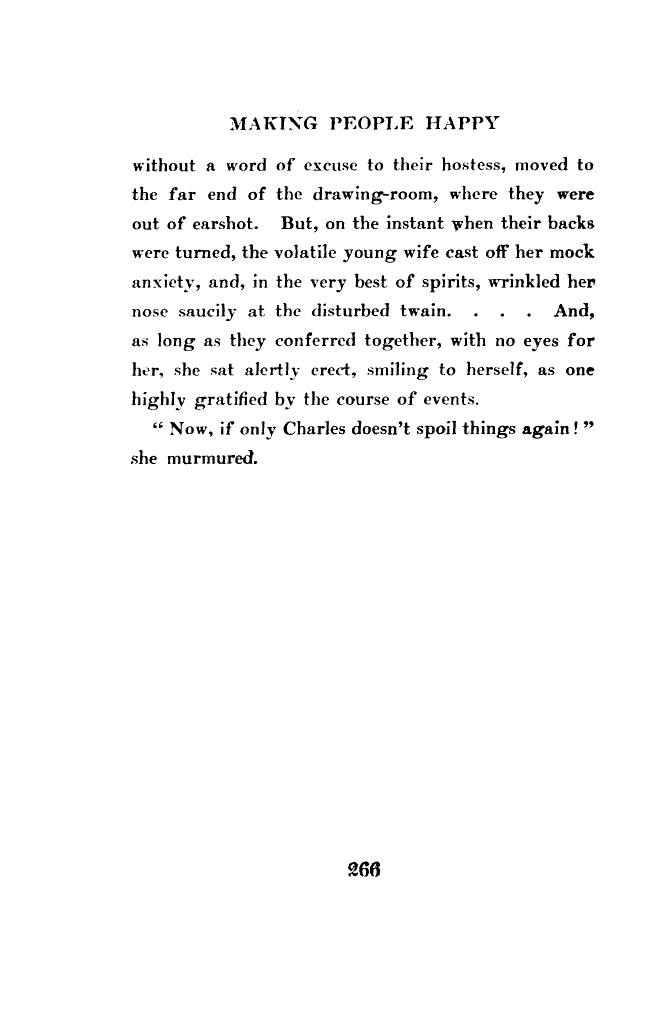 MAKING PEOPLE HAPPY
without a word of excuse to their hostess, moved to
the far end of the drawing-room, where they were
out of earshot. But, on the instant when their backs
were turned, the volatile young wife cast off her mock
anxiety, and, in the very best of spirits, wrinkled her
nose saucily at the disturbed twain. . . . And,
as long as they conferred together, with no eyes for
her, she sat alertly erect, smiling to herself, as one
highly gratified by the course of events.
“ Now, if only Charles doesn't spoil things again! ”
she murmured.
266